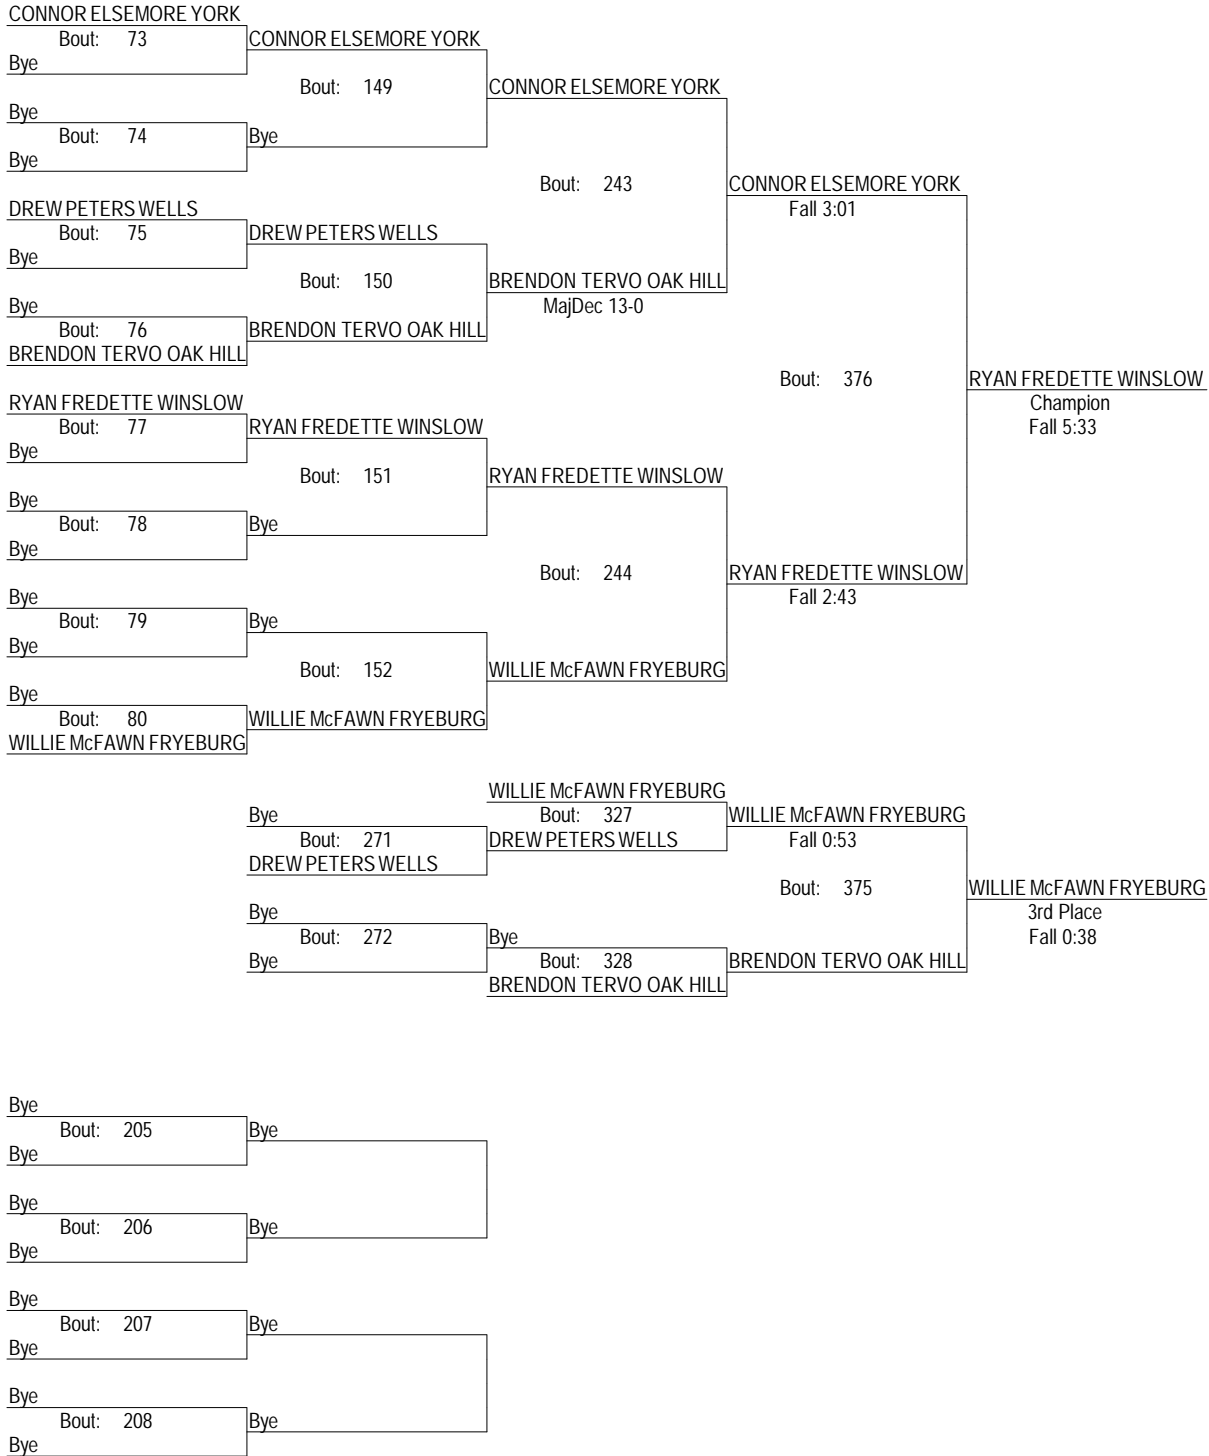 CONNOR ELSEMORE YORK
Bout: 73
CONNOR ELSEMORE YORK
Bye
Bout: 149
CONNOR ELSEMORE YORK
Bye
Bout: 74
Bye
Bye
Bout: 243
CONNOR ELSEMORE YORK
Fall 3:01
DREW PETERS WELLS
Bout: 75
DREW PETERS WELLS
Bye
Bout: 150
BRENDON TERVO OAK HILL
MajDec 13-0
Bye
Bout: 76
BRENDON TERVO OAK HILL
BRENDON TERVO OAK HILL
Bout: 376
RYAN FREDETTE WINSLOW
Champion
Fall 5:33
RYAN FREDETTE WINSLOW
Bout: 77
RYAN FREDETTE WINSLOW
Bye
Bout: 151
RYAN FREDETTE WINSLOW
Bye
Bout: 78
Bye
Bye
Bout: 244
RYAN FREDETTE WINSLOW
Fall 2:43
Bye
Bout: 79
Bye
Bye
Bout: 152
WILLIE McFAWN FRYEBURG
Bye
Bout: 80
WILLIE McFAWN FRYEBURG
WILLIE McFAWN FRYEBURG
WILLIE McFAWN FRYEBURG
Bye
Bout: 327
WILLIE McFAWN FRYEBURG
Bout: 271
DREW PETERS WELLS
Fall 0:53
DREW PETERS WELLS
Bout: 375
WILLIE McFAWN FRYEBURG
3rd Place
Fall 0:38
Bye
Bout: 272
Bye
Bye
Bout: 328
BRENDON TERVO OAK HILL
BRENDON TERVO OAK HILL
Bye
Bout: 205
Bye
Bye
Bye
Bout: 206
Bye
Bye
Bye
Bout: 207
Bye
Bye
Bye
Bout: 208
Bye
Bye